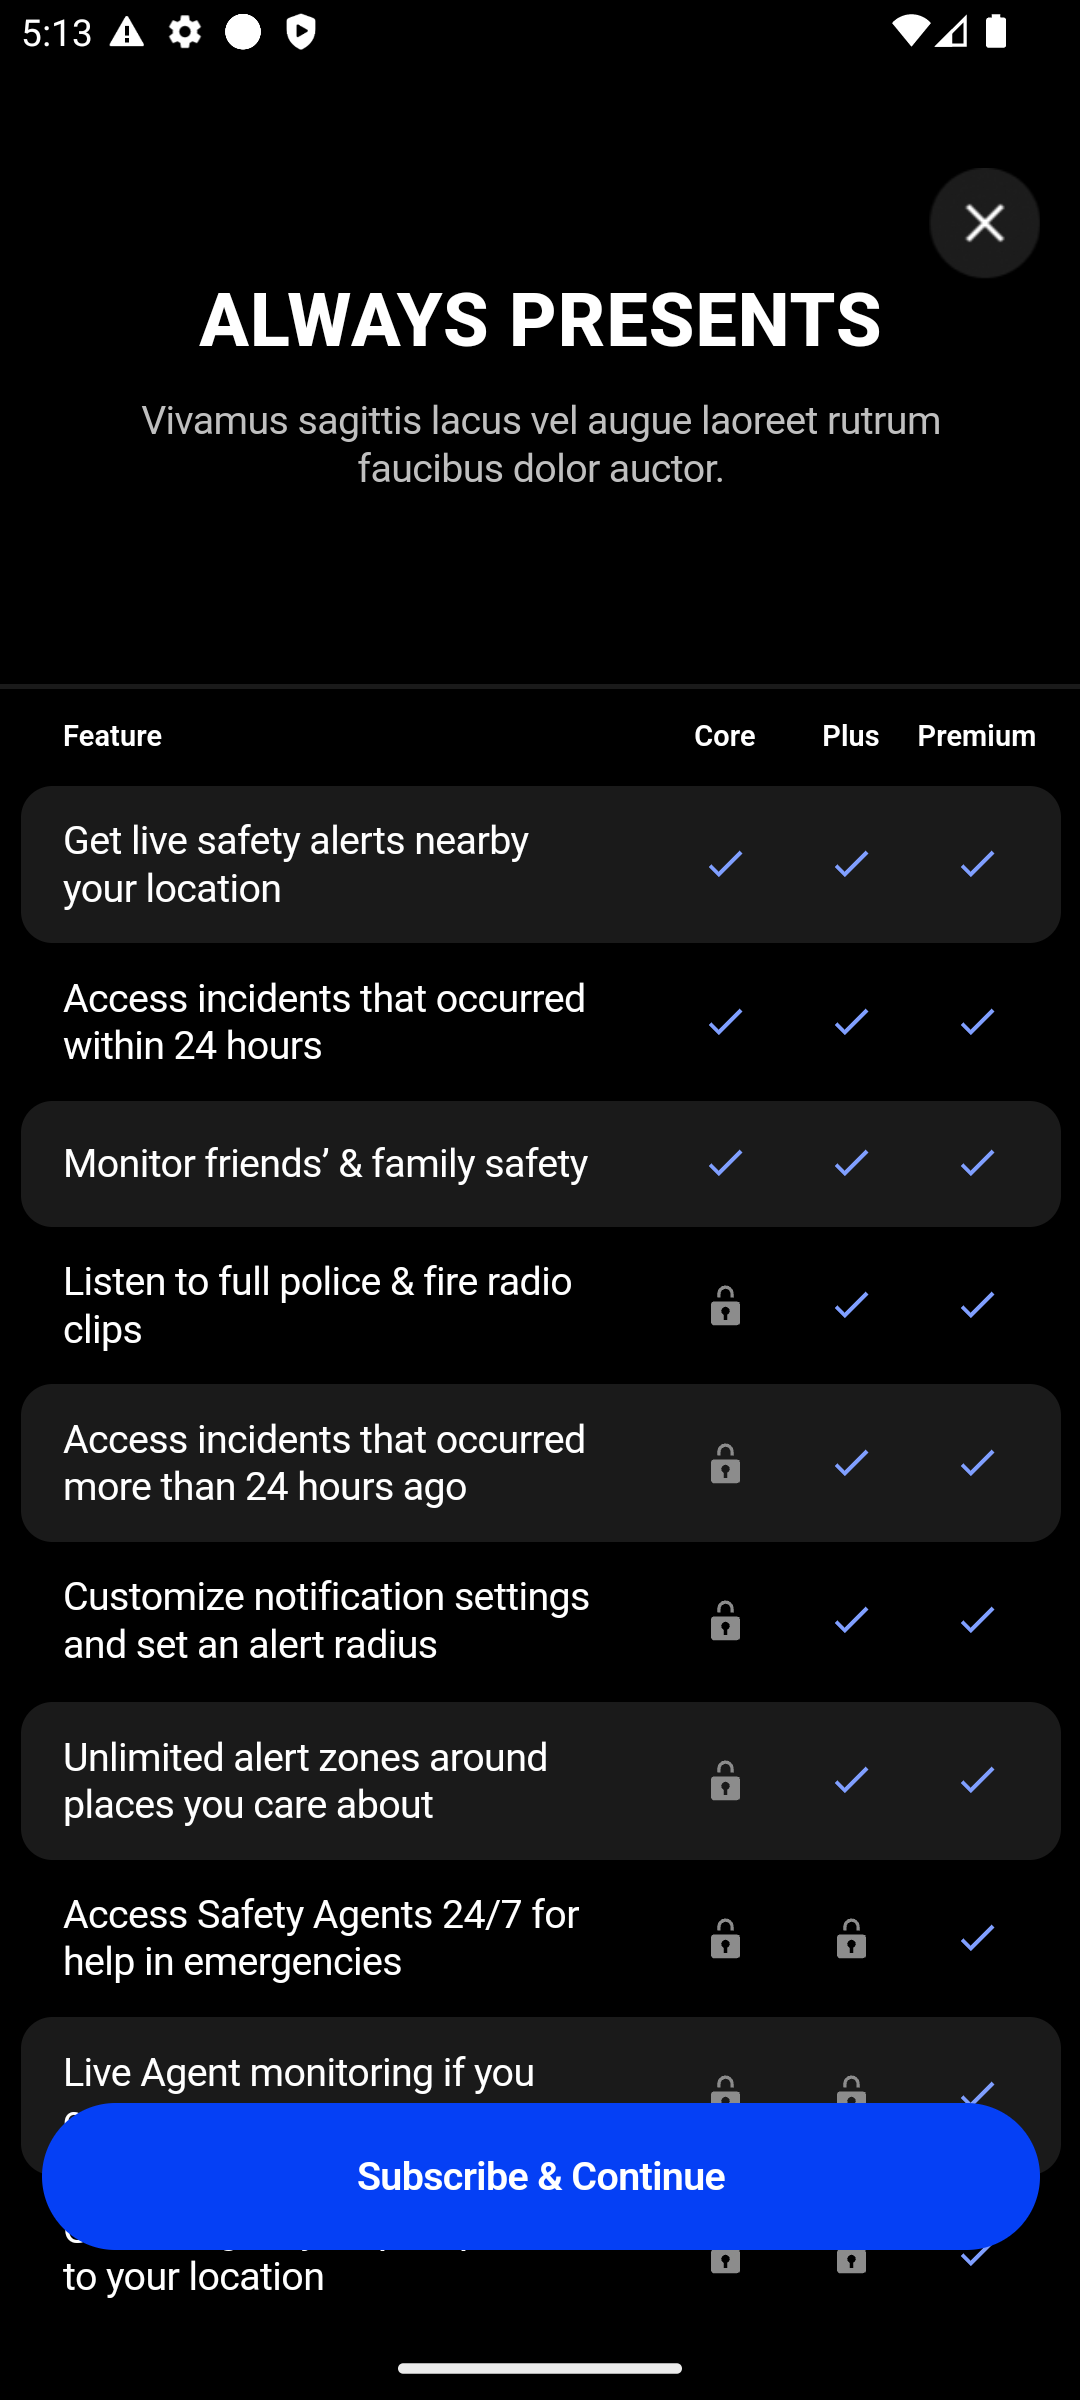 5:13
ALWAYS PRESENTS
Vivamus sagittis lacus vel augue laoreet rutrum
faucibus dolor auctor.
Feature Core Plus Premium
Get live safety alerts nearby
your location
Access incidents that occurred
within 24 hours
Monitor friends’ & family safety
Listen to full police & fire radio
clips
Access incidents that occurred
more than 24 hours ago
Customize notification settings
and set an alert radius
Unlimited alert zones around
places you care about
Access Safety Agents 24/7 for
help in emergencies
Live Agent monitoring if you
Subscribe & Continue
to your location